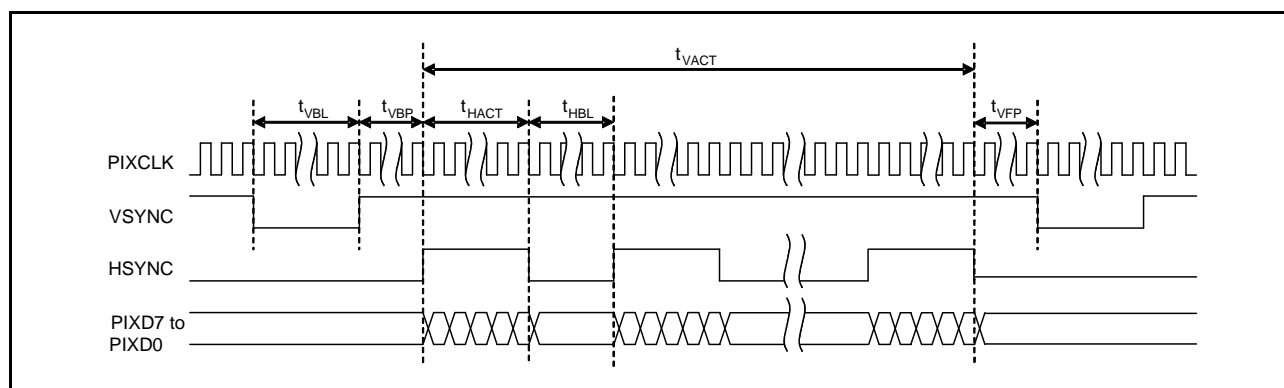 tVACT
tVBL tVBP tHACT tHBL tVFP
PIXCLK
VSYNC
HSYNC
PIXD7 to
PIXD0